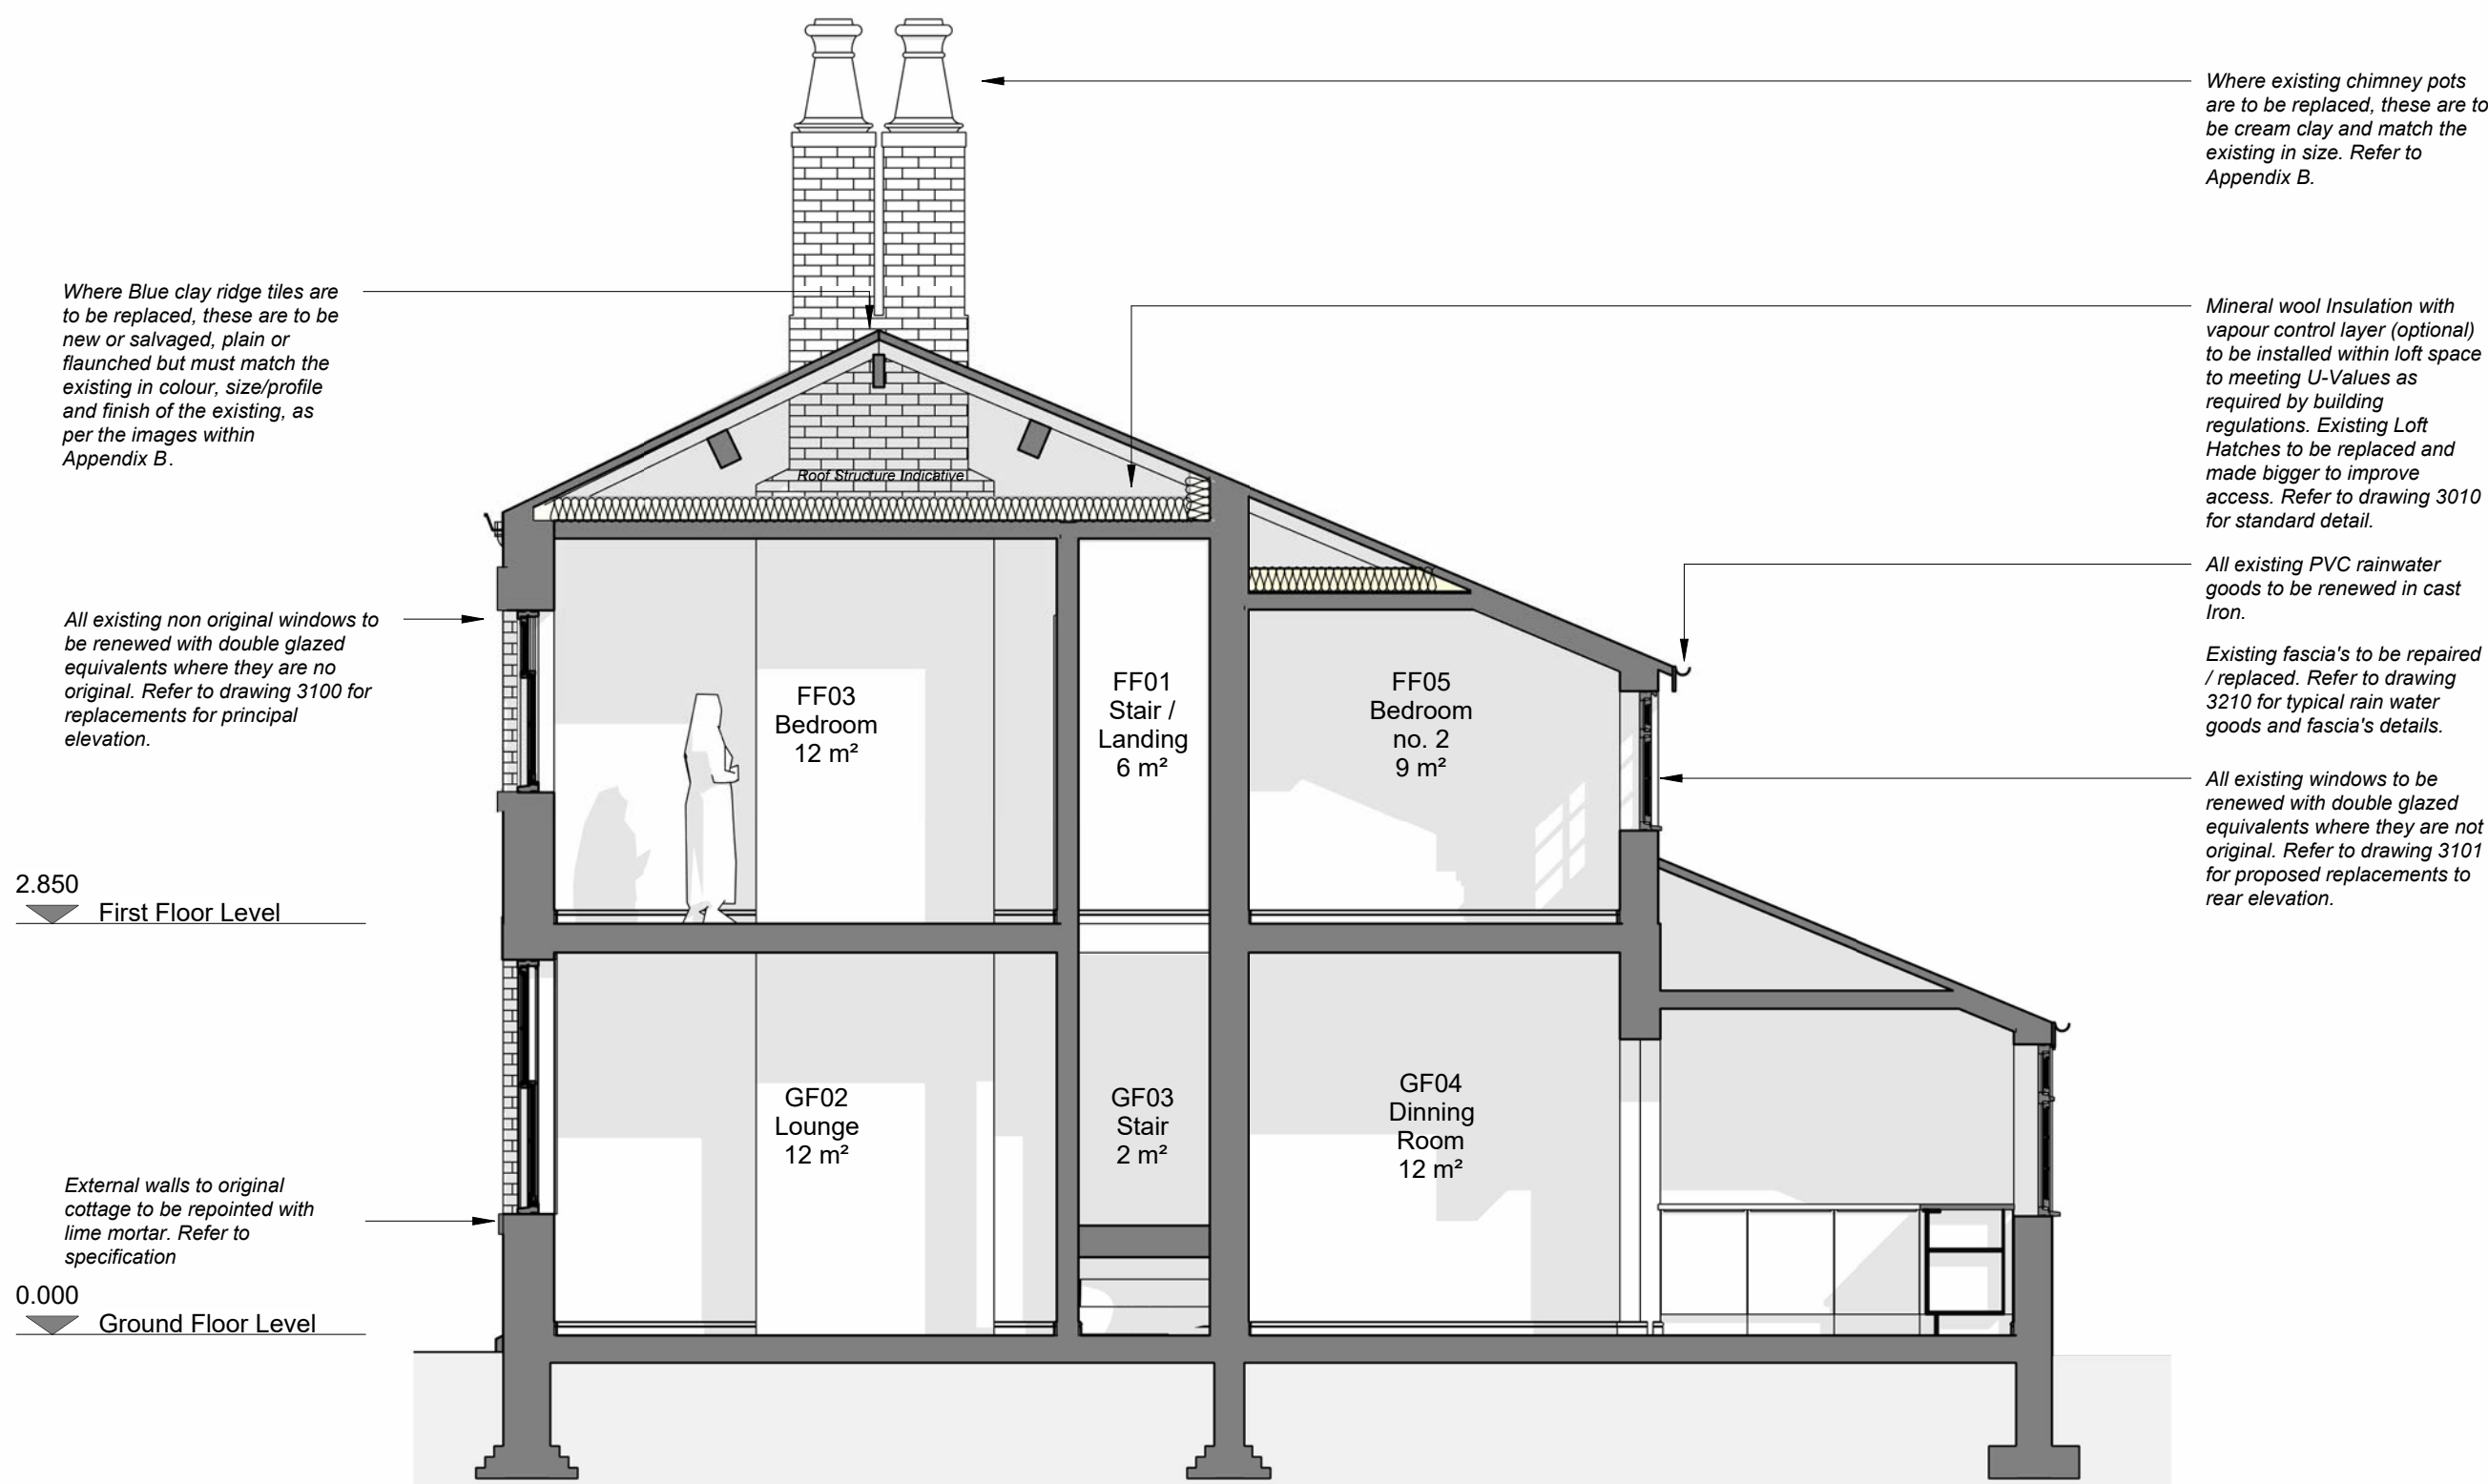 Where existing chimney pots
are to be replaced, these are to
be cream clay and match the
existing in size. Refer to
Appendix B.
Where Blue clay ridge tiles are
to be replaced, these are to be
new or salvaged, plain or
flaunched but must match the
existing in colour, size/profile
and finish of the existing, as
per the images within
Appendix B.
Mineral wool Insulation with
vapour control layer (optional)
to be installed within loft space
to meeting U-Values as
required by building
regulations. Existing Loft
Hatches to be replaced and
made bigger to improve
access. Refer to drawing 3010
for standard detail.
Roof Structure Indicative
All existing PVC rainwater
goods to be renewed in cast
Iron.
All existing non original windows to
be renewed with double glazed
equivalents where they are no
original. Refer to drawing 3100 for
replacements for principal
elevation.
Existing fascia's to be repaired
/ replaced. Refer to drawing
3210 for typical rain water
goods and fascia's details.
FF03
Bedroom
12 m²
FF01
Stair /
Landing
6 m²
FF05
Bedroom
no. 2
9 m²
All existing windows to be
renewed with double glazed
equivalents where they are not
original. Refer to drawing 3101
for proposed replacements to
rear elevation.
2.850
First Floor Level
GF02
Lounge
12 m²
GF03
Stair
2 m²
GF04
Dinning
Room
12 m²
External walls to original
cottage to be repointed with
lime mortar. Refer to
specification
0.000
Ground Floor Level